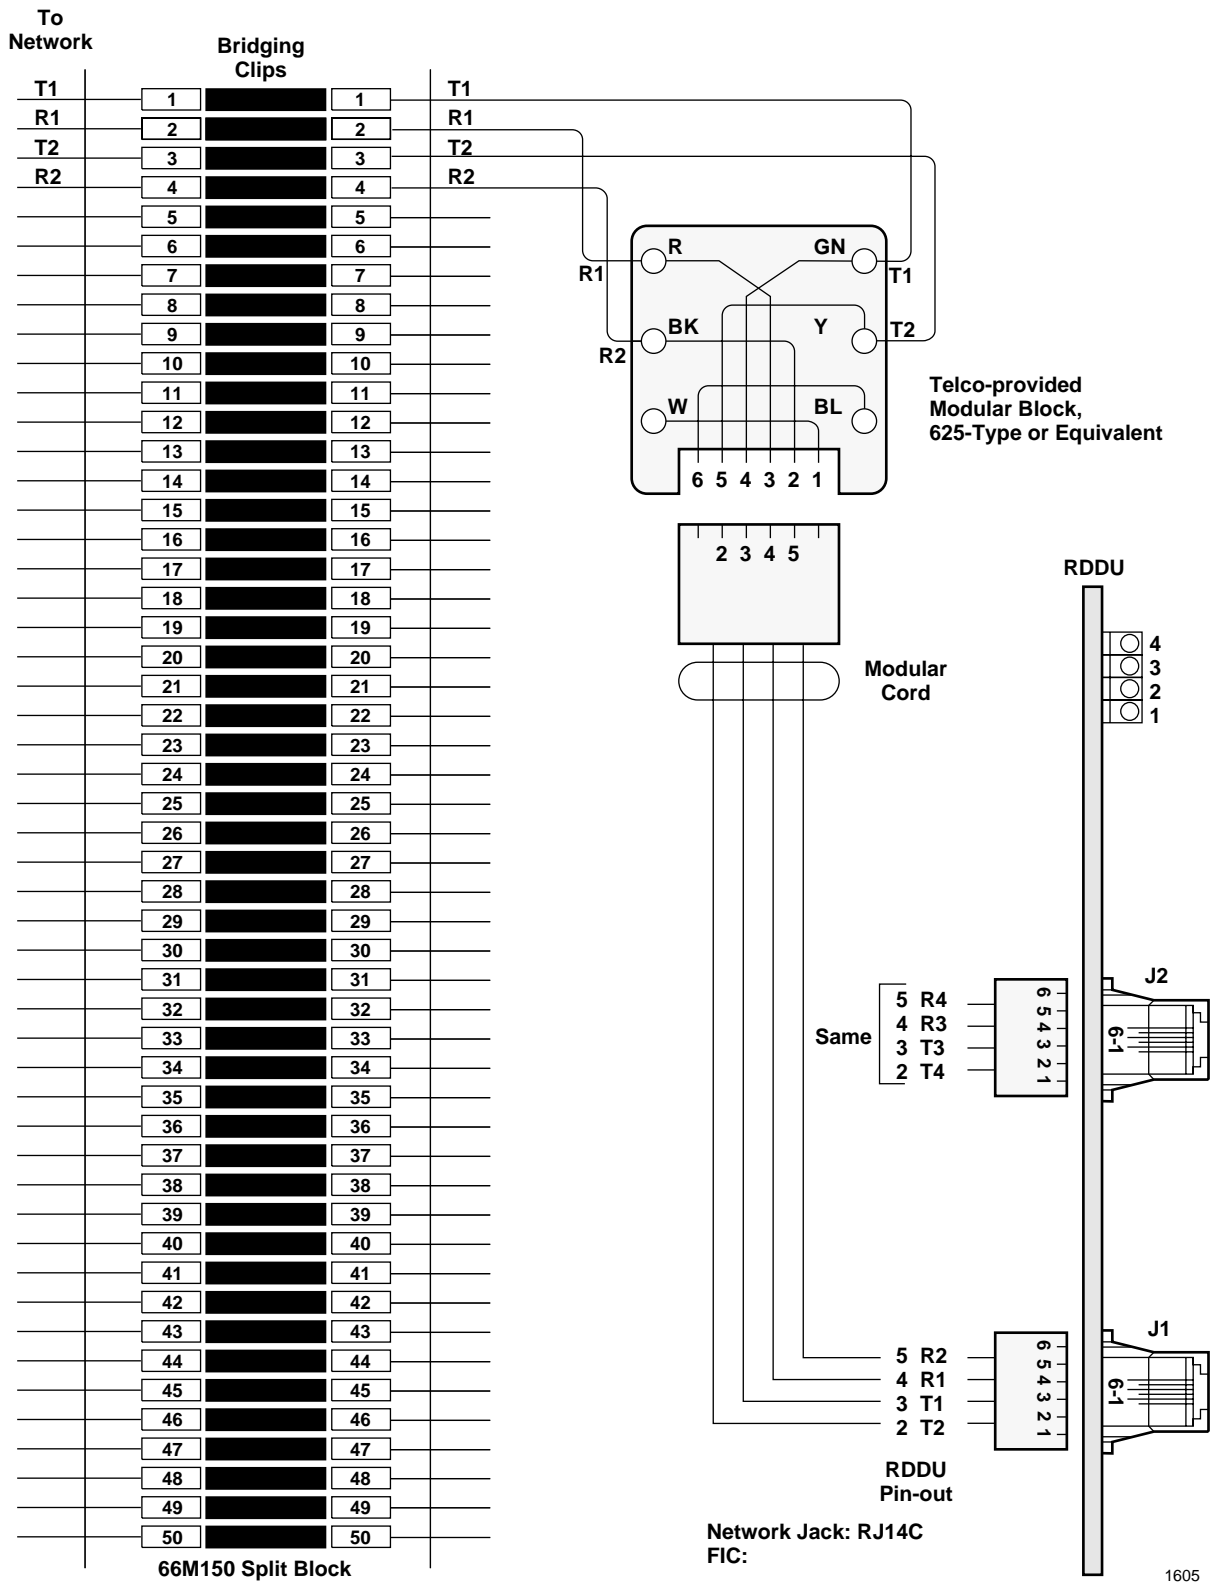 To
Network
Bridging
Clips
T1 1 1 T1
R1 2 2 R1
T2 3 3 T2
R2 4 4 R2
5 5
6 6
7 7
8 8
9 9
10 10
11 11
12 12
13 13
14 14
15 15
16 16
17 17
18 18
19 19
20 20
21 21
22 22
23 23
24 24
25 25
26 26
27 27
28 28
29 29
30 30
31 31
32 32
33 33
34 34
35 35
36 36
37 37
38 38
39 39
40 40
41 41
42 42
43 43
44 44
45 45
46 46
47 47
48 48
49 49
50 50
66M150 Split Block
R GN
R1 T1
BK Y T2
R2
W BL
6 5 4 3 2 1
Telco-provided
Modular Block,
625-Type or Equivalent
2 3 4 5
Modular
Cord
RDDU
4
3
2
1
J2
Same
5 R4
4 R3
3 T3
2 T4
6 5 4 3 2 1
6-1
J1
5 R2
4 R1
3 T1
2 T2
6 5 4 3 2 1
6-1
RDDU
Pin-out
Network Jack: RJ14C
FIC:
1605